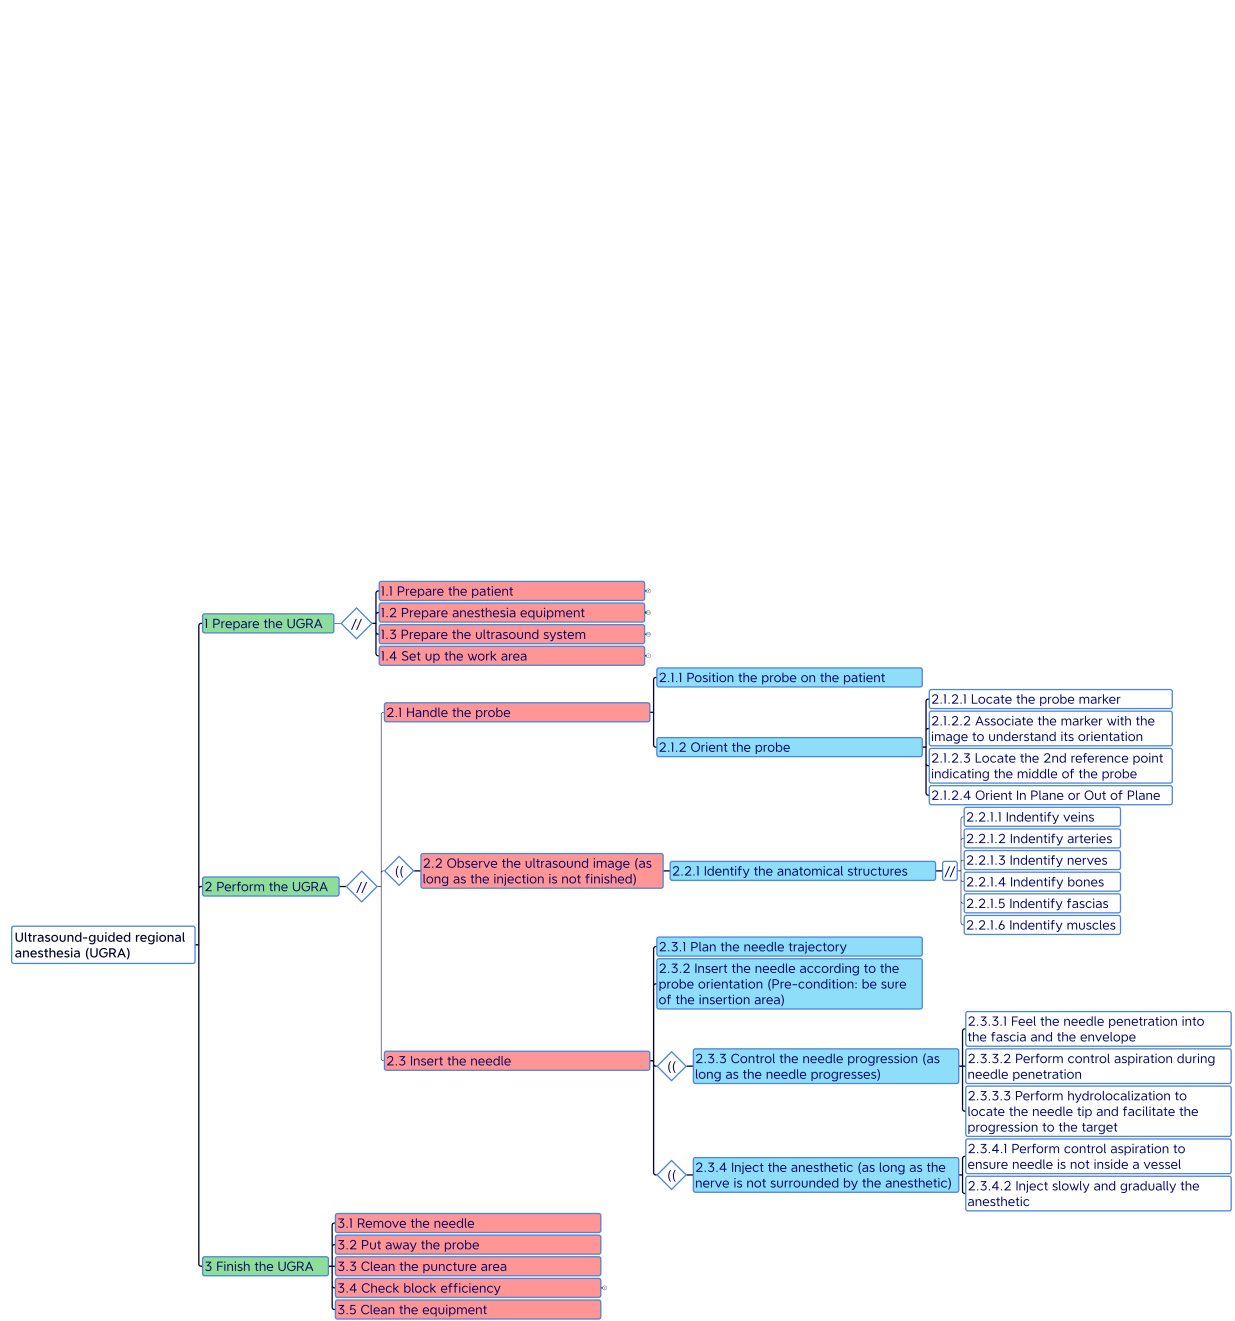 1.1 Prepare the patient
1.2 Prepare anesthesia equipment
1 Prepare the UGRA
//
1.3 Prepare the ultrasound system
1.4 Set up the work area
2.1.1 Position the probe on the patient
2.1 Handle the probe
2.1.2 Orient the probe
2.1.2.1 Locate the probe marker
2.1.2.2 Associate the marker with the
image to understand its orientation
2.1.2.3 Locate the 2nd reference point
indicating the middle of the probe
2.1.2.4 Orient In Plane or Out of Plane
2 Perform the UGRA
//
((
2.2 Observe the ultrasound image (as
long as the injection is not finished)
2.2.1 Identify the anatomical structures
//
2.2.1.1 Indentify veins
2.2.1.2 Indentify arteries
2.2.1.3 Indentify nerves
2.2.1.4 Indentify bones
2.2.1.5 Indentify fascias
2.2.1.6 Indentify muscles
Ultrasound-guided regional
anesthesia (UGRA)
2.3.1 Plan the needle trajectory
2.3.2 Insert the needle according to the
probe orientation (Pre-condition: be sure
of the insertion area)
2.3 Insert the needle
((
2.3.3 Control the needle progression (as
long as the needle progresses)
2.3.3.1 Feel the needle penetration into
the fascia and the envelope
2.3.3.2 Perform control aspiration during
needle penetration
2.3.3.3 Perform hydrolocalization to
locate the needle tip and facilitate the
progression to the target
((
2.3.4 Inject the anesthetic (as long as the
nerve is not surrounded by the anesthetic)
2.3.4.1 Perform control aspiration to
ensure needle is not inside a vessel
2.3.4.2 Inject slowly and gradually the
anesthetic
3.1 Remove the needle
3.2 Put away the probe
3 Finish the UGRA
3.3 Clean the puncture area
3.4 Check block efficiency
3.5 Clean the equipment